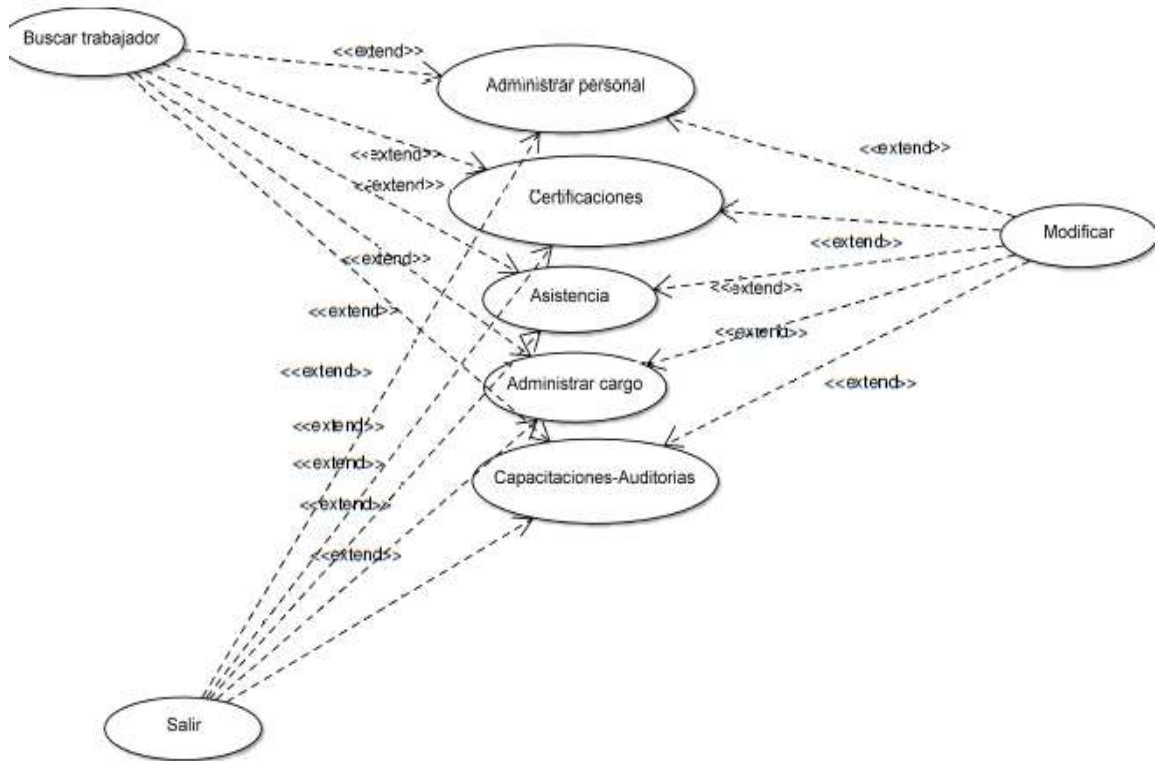 Buscar trabajador
<<extend>>
Administrar personal
<<extend>>
<<extend>>
<<extend>>
Certificaciones
Modificar
<<extend>>
<<extend>>
Asistencia
<<extend>>
<<extend>>
<<extend>>
Administrar cargo
<<extend>>
<<extend>>
Capacitaciones-Auditorias
<<extend>>
<<extend>>
<<extend>>
Salir